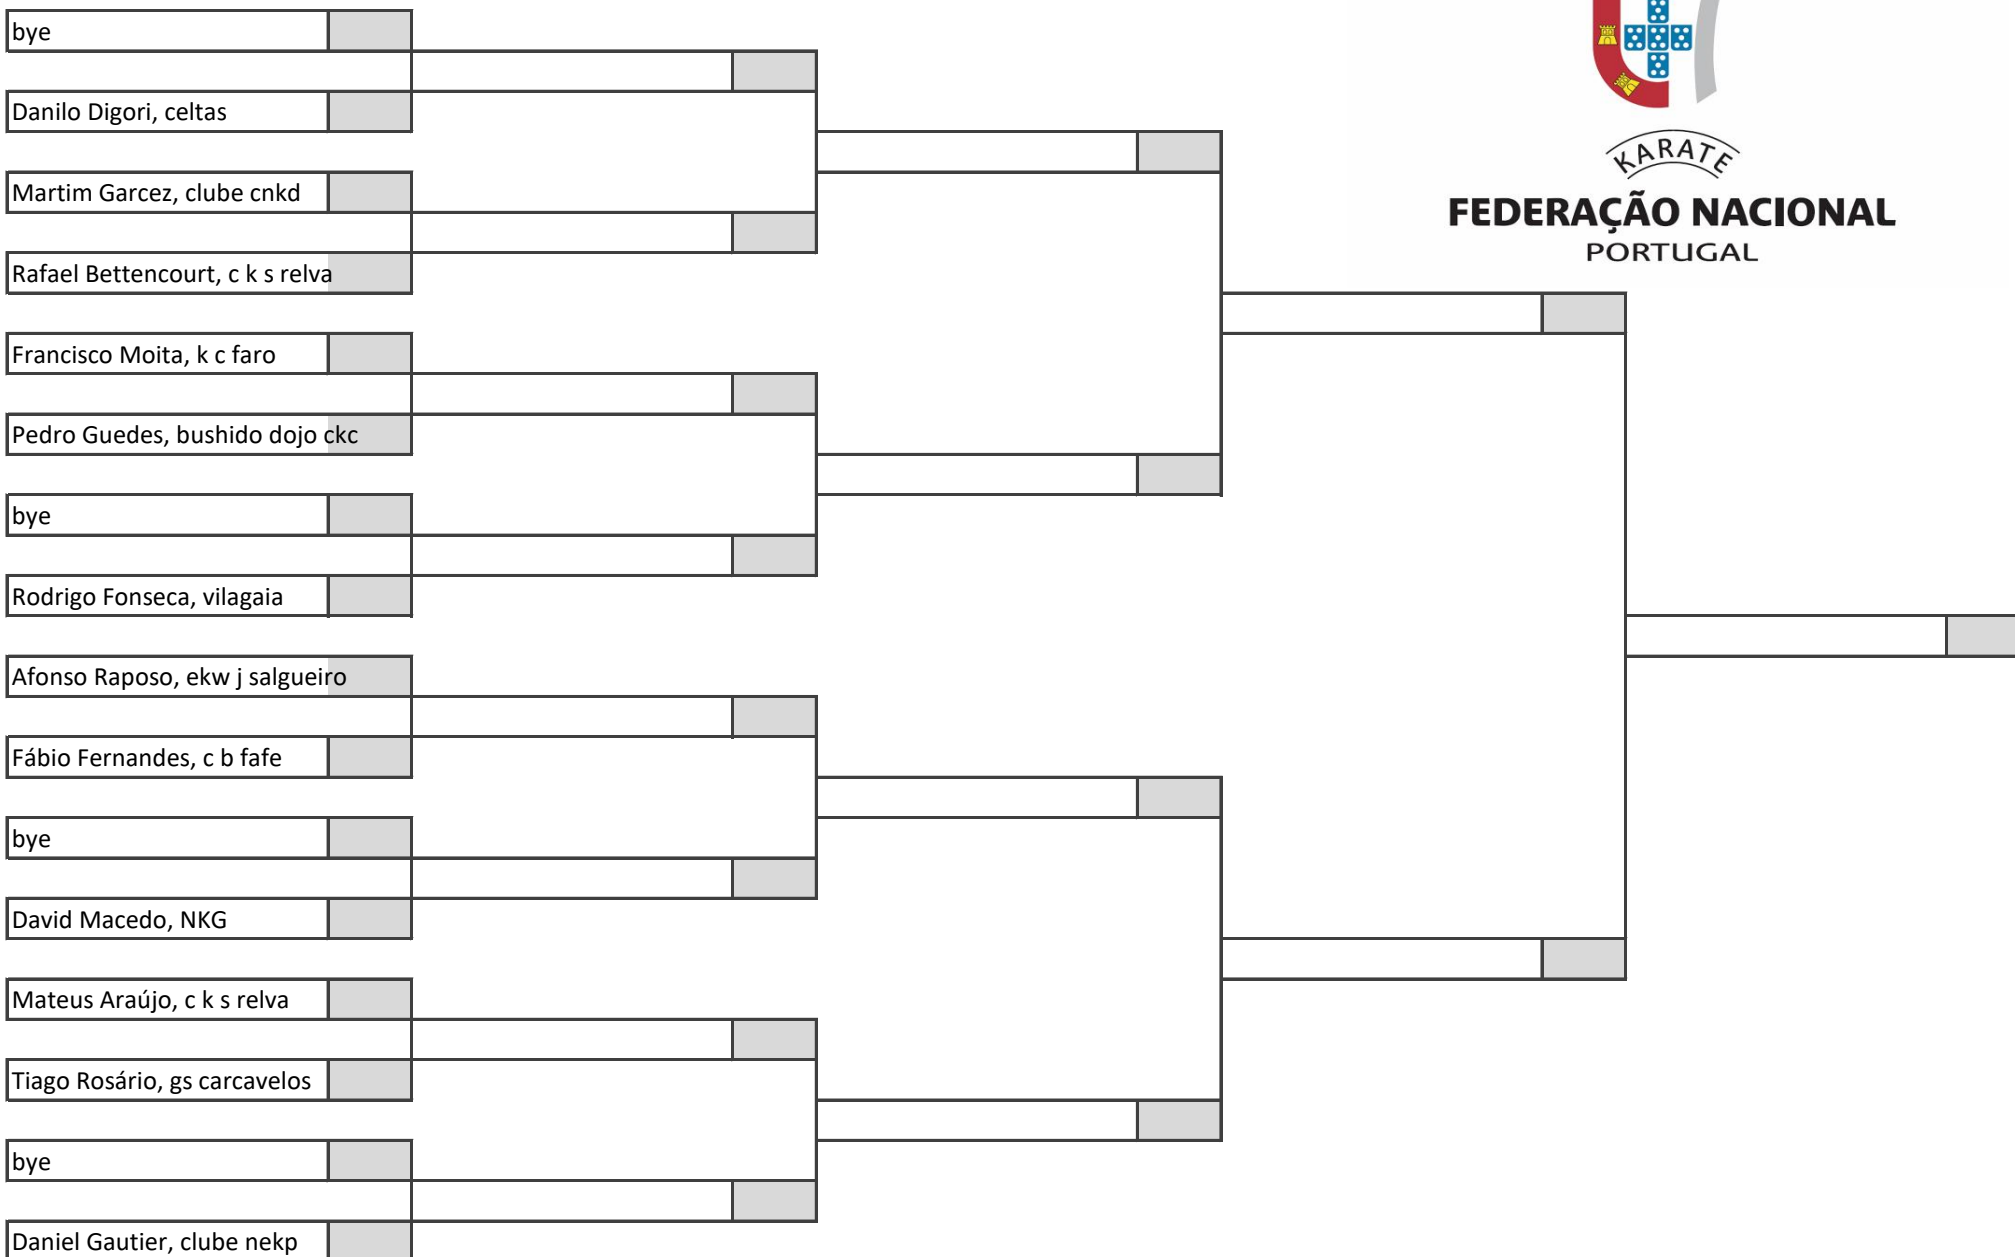 bye
Danilo Digori, celtas
Martim Garcez, clube cnkd
Rafael Bettencourt, c k s relva
Francisco Moita, k c faro
Pedro Guedes, bushido dojo ckc
bye
Rodrigo Fonseca, vilagaia
Afonso Raposo, ekw j salgueiro
Fábio Fernandes, c b fafe
bye
David Macedo, NKG
Mateus Araújo, c k s relva
Tiago Rosário, gs carcavelos
bye
Daniel Gautier, clube nekp
KARATE
FEDERAÇÃO NACIONAL
PORTUGAL